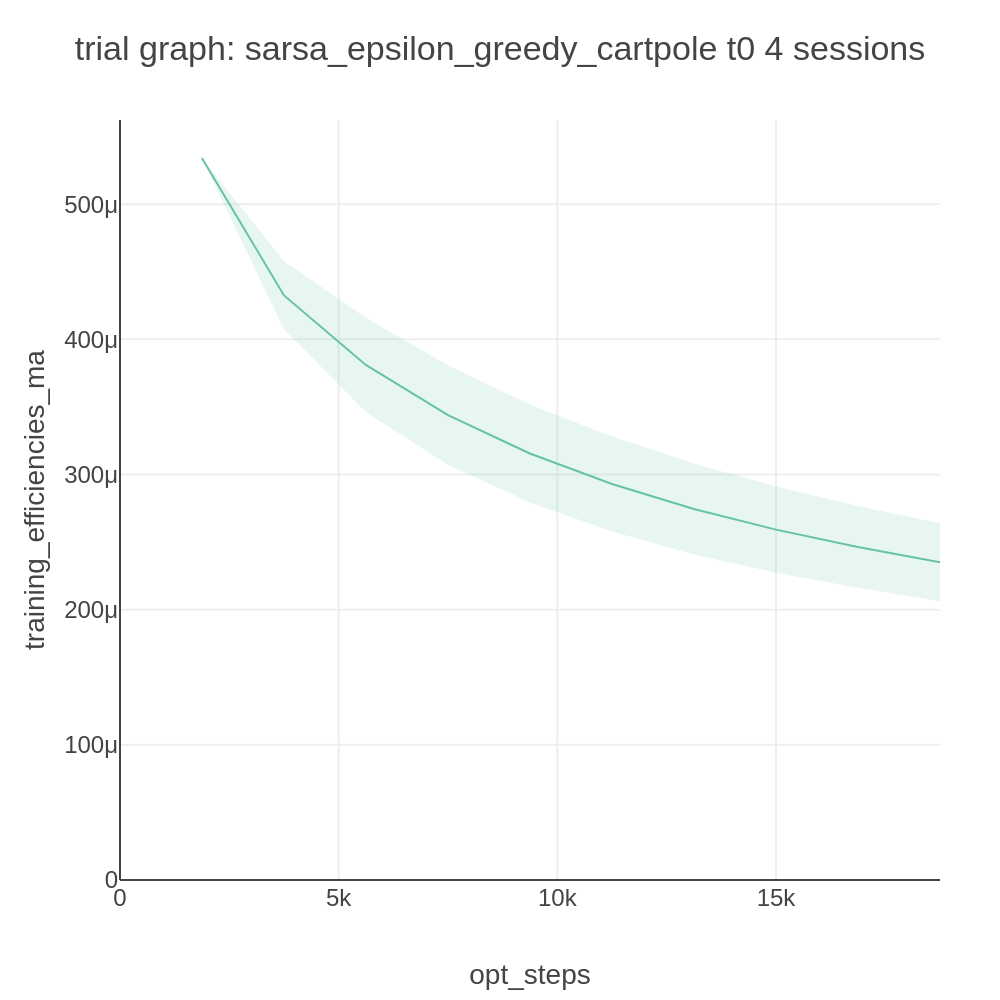 trial graph: sarsa_epsilon_greedy_cartpole t0 4 sessions
training_efficiencies_ma
500μ
400μ
300μ
200μ
100μ
0
0
5k
10k
15k
opt_steps